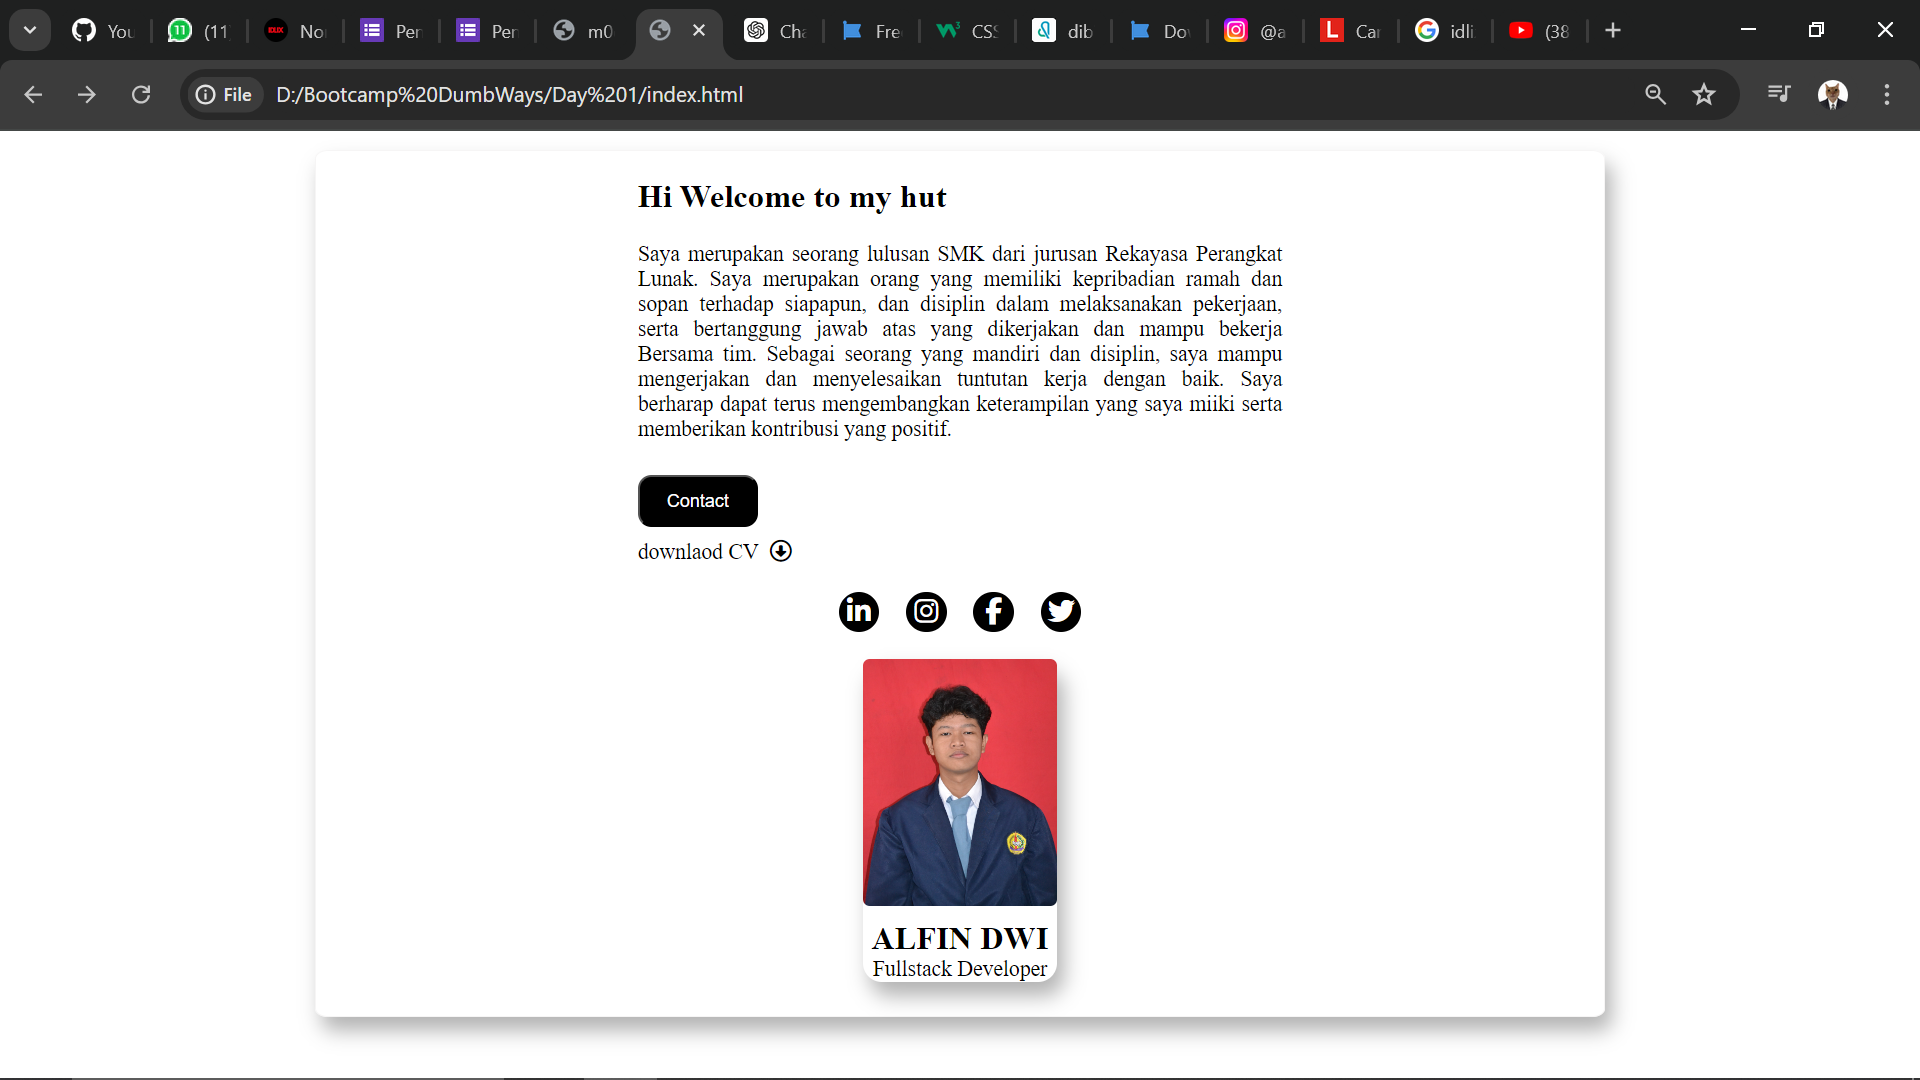 You
11
(11)
No
Per
Per
m0
Cha
Fre
CSS
dib
Do
@a
L
Car
idli
(38
File
D:/Bootcamp%20DumbWays/Day%201/index.html
Hi Welcome to my hut
Saya merupakan seorang lulusan SMK dari jurusan Rekayasa Perangkat
Lunak. Saya merupakan orang yang memiliki kepribadian ramah dan
sopan terhadap siapapun, dan disiplin dalam melaksanakan pekerjaan,
serta bertanggung jawab atas yang dikerjakan dan mampu bekerja
Bersama tim. Sebagai seorang yang mandiri dan disiplin, saya mampu
mengerjakan dan menyelesaikan tuntutan kerja dengan baik. Saya
berharap dapat terus mengembangkan keterampilan yang saya miiki serta
memberikan kontribusi yang positif.
Contact
downlaod CV
ALFIN DWI
Fullstack Developer